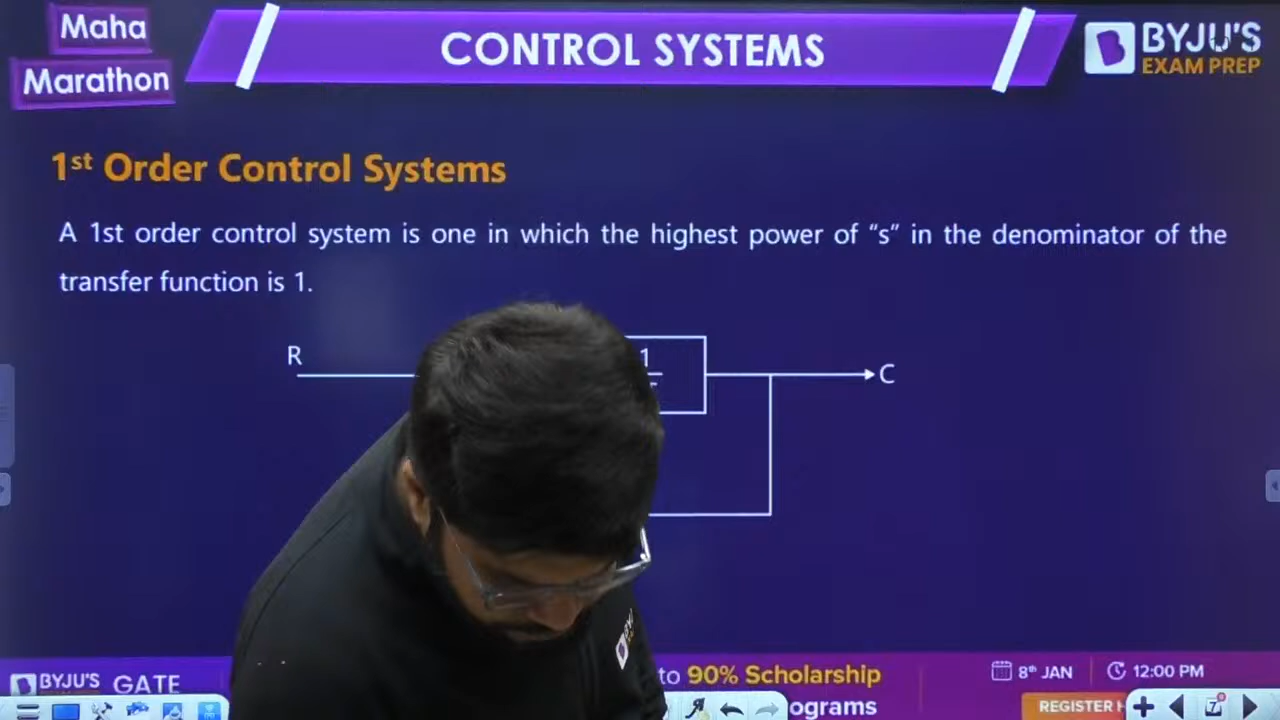 Maha
Marathon
CONTROL SYSTEMS
BYJU'S
EXAM PREP
1st Order Control Systems
A 1st order control system is one in which the highest power of “s” in the denominator of the
transfer function is 1.
R
1
C
BYJU'S GATE
to 90% Scholarship
ograms
8th JAN
12:00 PM
REGISTER